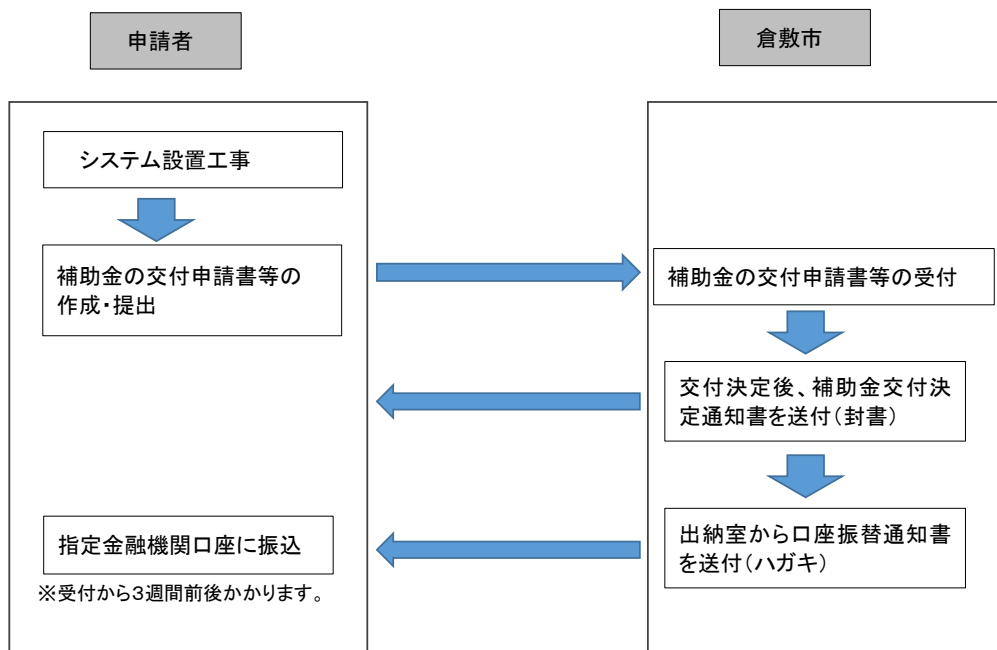 申請者
倉敷市
システム設置工事
補助金の交付申請書等の
作成・提出
補助金の交付申請書等の受付
交付決定後、補助金交付決
定通知書を送付(封書)
出納室から口座振替通知書
を送付(ハガキ)
指定金融機関口座に振込
※受付から3週間前後かかります。